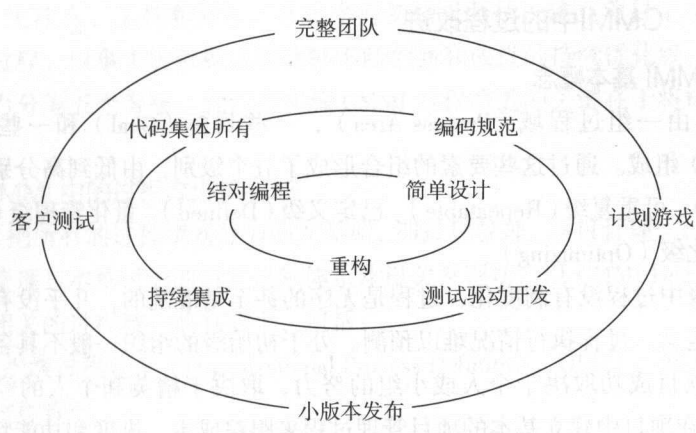 完整团队
代码集体所有
编码规范
结对编程
简单设计
客户测试
计划游戏
重构
持续集成
测试驱动开发
小版本发布